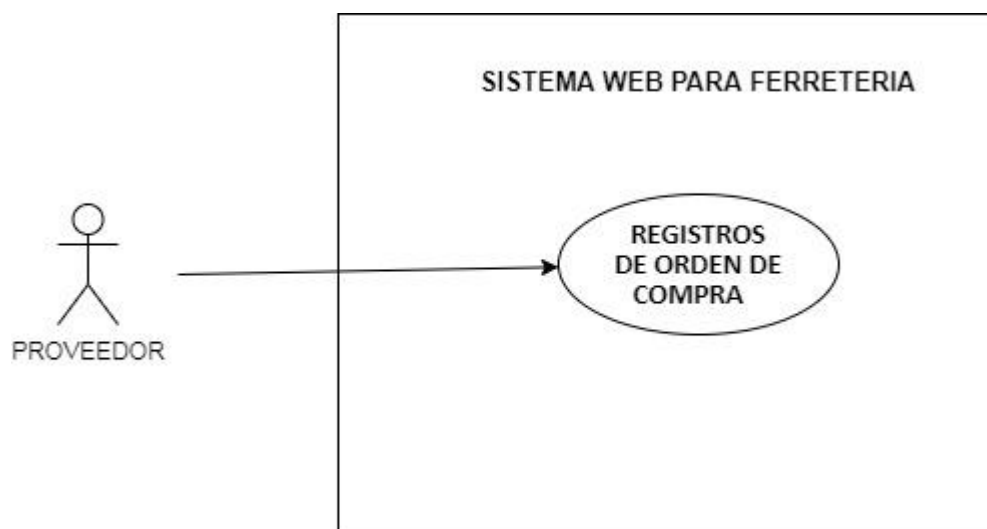 SISTEMA WEB PARA FERRETERIA
REGISTROS
DE ORDEN DE
COMPRA
PROVEEDOR